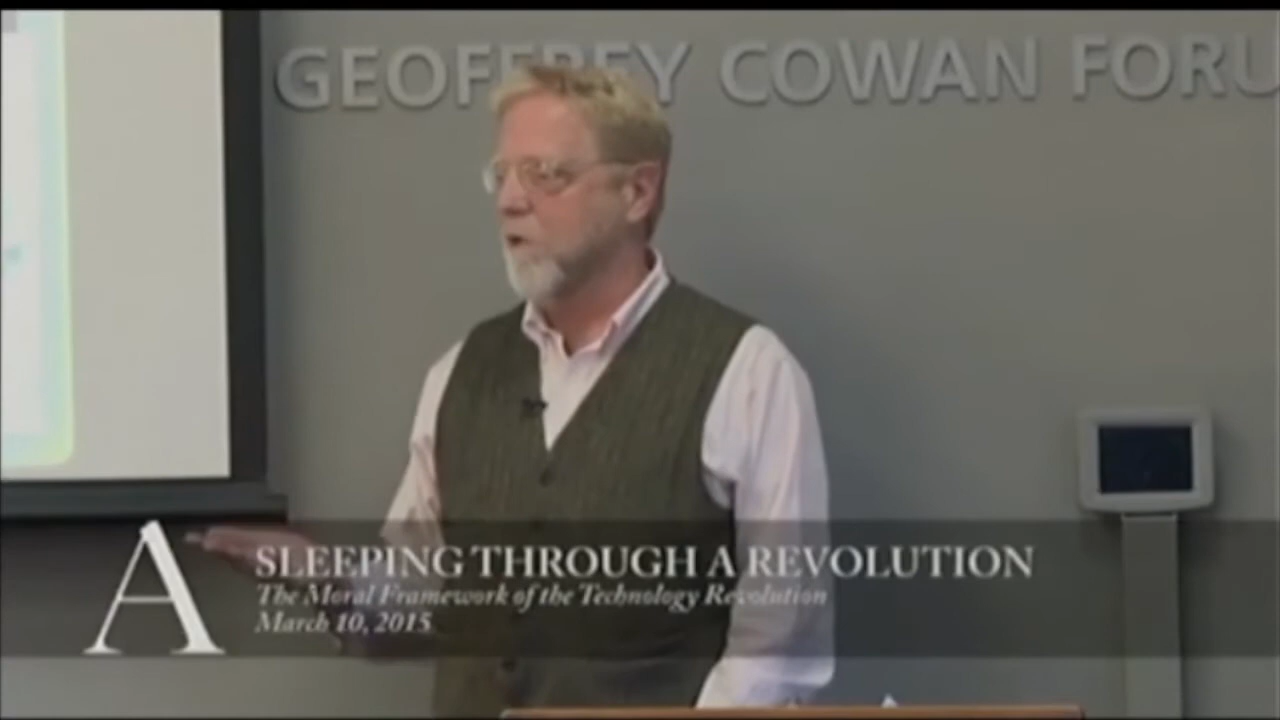 GEOFFREY COWAN FORU
A
SLEEPING THROUGH A REVOLUTION
The Moral Framework of the Technology Revolution
March 10, 2015